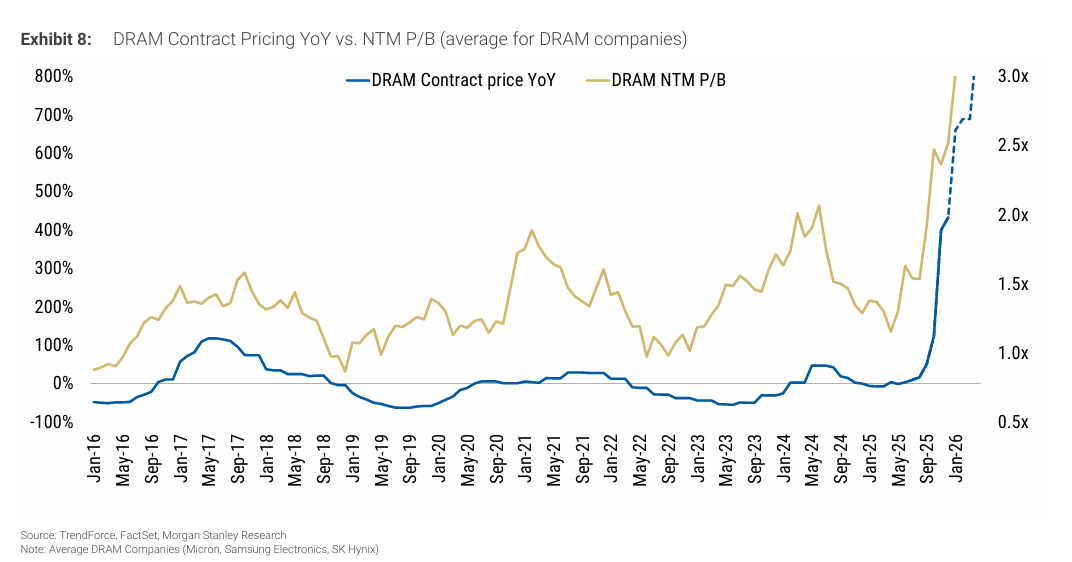 Exhibit 8: DRAM Contract Pricing YoY vs. NTM P/B (average for DRAM companies)
DRAM Contract price YoY
DRAM NTM P/B
800%
700%
600%
500%
400%
300%
200%
100%
0%
-100%
3.0x
2.5x
2.0x
1.5x
1.0x
0.5x
Jan-16
May-16
Sep-16
Jan-17
May-17
Sep-17
Jan-18
May-18
Sep-18
Jan-19
May-19
Sep-19
Jan-20
May-20
Sep-20
Jan-21
May-21
Sep-21
Jan-22
May-22
Sep-22
Jan-23
May-23
Sep-23
Jan-24
May-24
Sep-24
Jan-25
May-25
Sep-25
Jan-26
Source: TrendForce, FactSet, Morgan Stanley Research
Note: Average DRAM Companies (Micron, Samsung Electronics, SK Hynix)